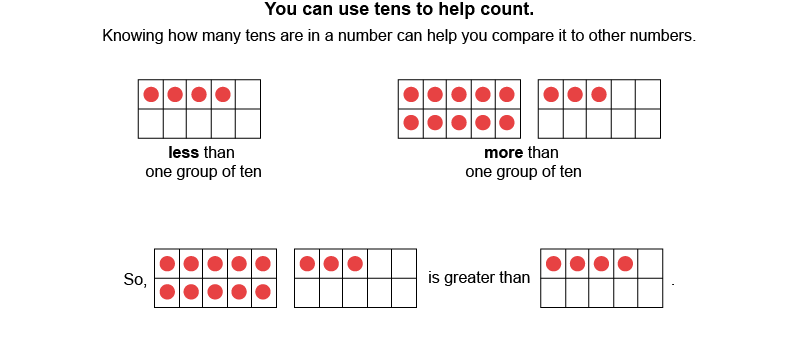 You can use tens to help count.
Knowing how many tens are in a number can help you compare it to other numbers.
less than
one group of ten
more than
one group of ten
So,
is greater than
.